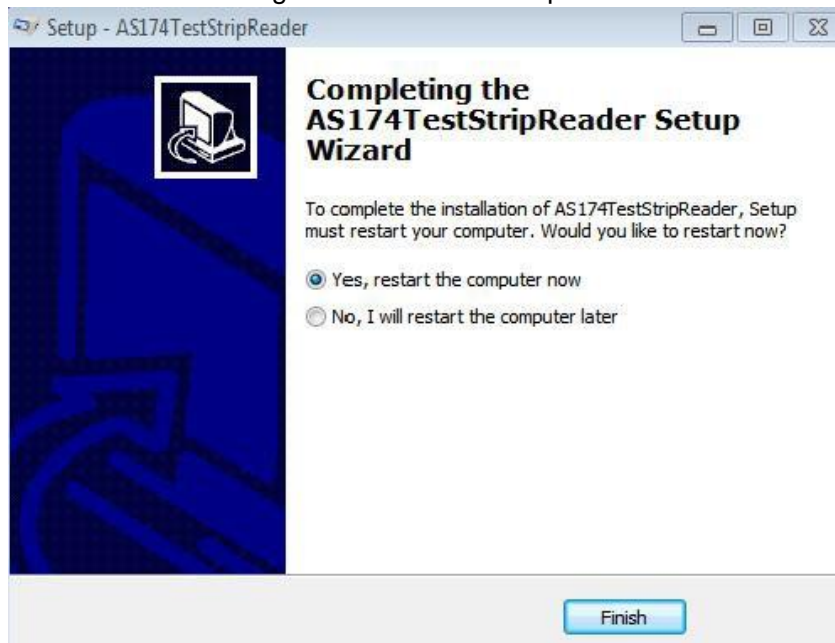 Setup - AS174TestStripReader
Completing the
AS174TestStripReader Setup
Wizard
To complete the installation of AS174TestStripReader, Setup
must restart your computer. Would you like to restart now?
Yes, restart the computer now
No, I will restart the computer later
Finish